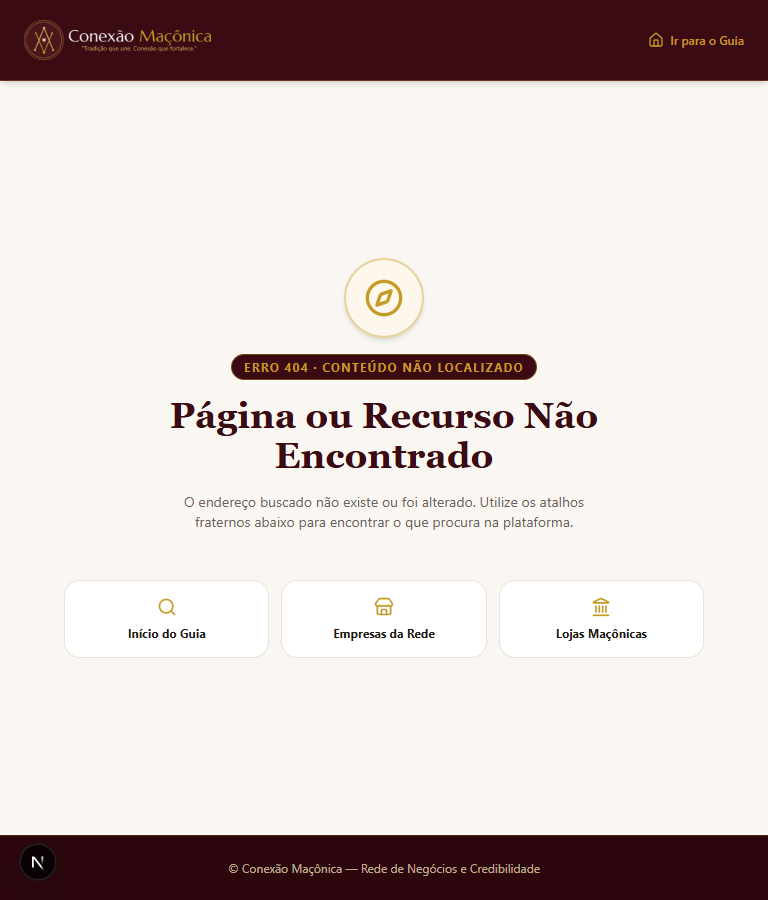 Conexão Maçônica
"Tradição que une. Conexão que fortalece."
Ir para o Guia
ERRO 404 · CONTEÚDO NÃO LOCALIZADO
Página ou Recurso Não
Encontrado
O endereço buscado não existe ou foi alterado. Utilize os atalhos
fraternos abaixo para encontrar o que procura na plataforma.
Início do Guia
Empresas da Rede
Lojas Maçônicas
N
© Conexão Maçônica — Rede de Negócios e Credibilidade